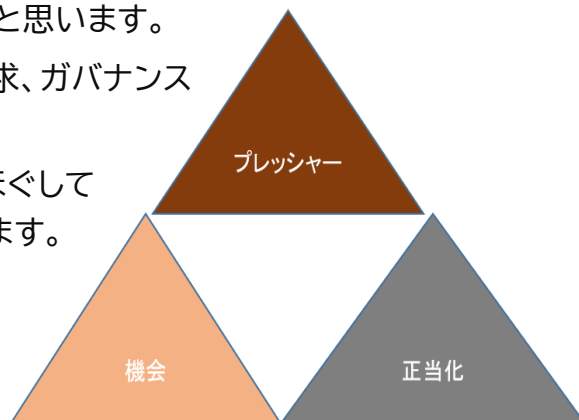 と思います。
求、ガバナンス
ほぐして
ます。
プレッシャー
機会
正当化